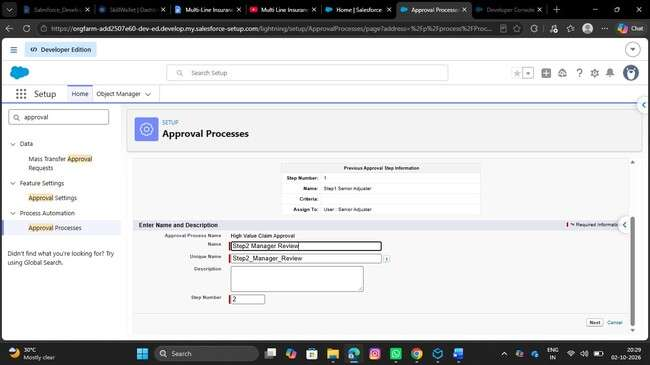 Salesforce_Develo
SkillWallet | Dashb
Multi-Line Insuranc
Multi-Line Insuranc
Home | Salesforce
Approval Processes
Developer Console
https://orgfarm-add2507e60-dev-ed.develop.my.salesforce-setup.com/lightning/setup/ApprovalProcesses/page?address=%2Fp%2Fprocess%2FProc...
Chat
Developer Edition
Search Setup
Setup
Home
Object Manager
approval
SETUP
Approval Processes
Data
Mass Transfer Approval
Requests
Feature Settings
Approval Settings
Process Automation
Approval Processes
Didn't find what you're looking for? Try
using Global Search.
Previous Approval Step Information
Step Number: 1
Name: Step1 Senior Adjuster
Criteria:
Assign To: User : Senior Adjuster
Enter Name and Description
= Required Information
Approval Process Name High Value Claim Approval
Name Step2 Manager Review
Unique Name Step2_Manager_Review
Description
Step Number 2
Next Cancel
30°C
Mostly clear
Search
ENG
IN
20:29
02-10-2026